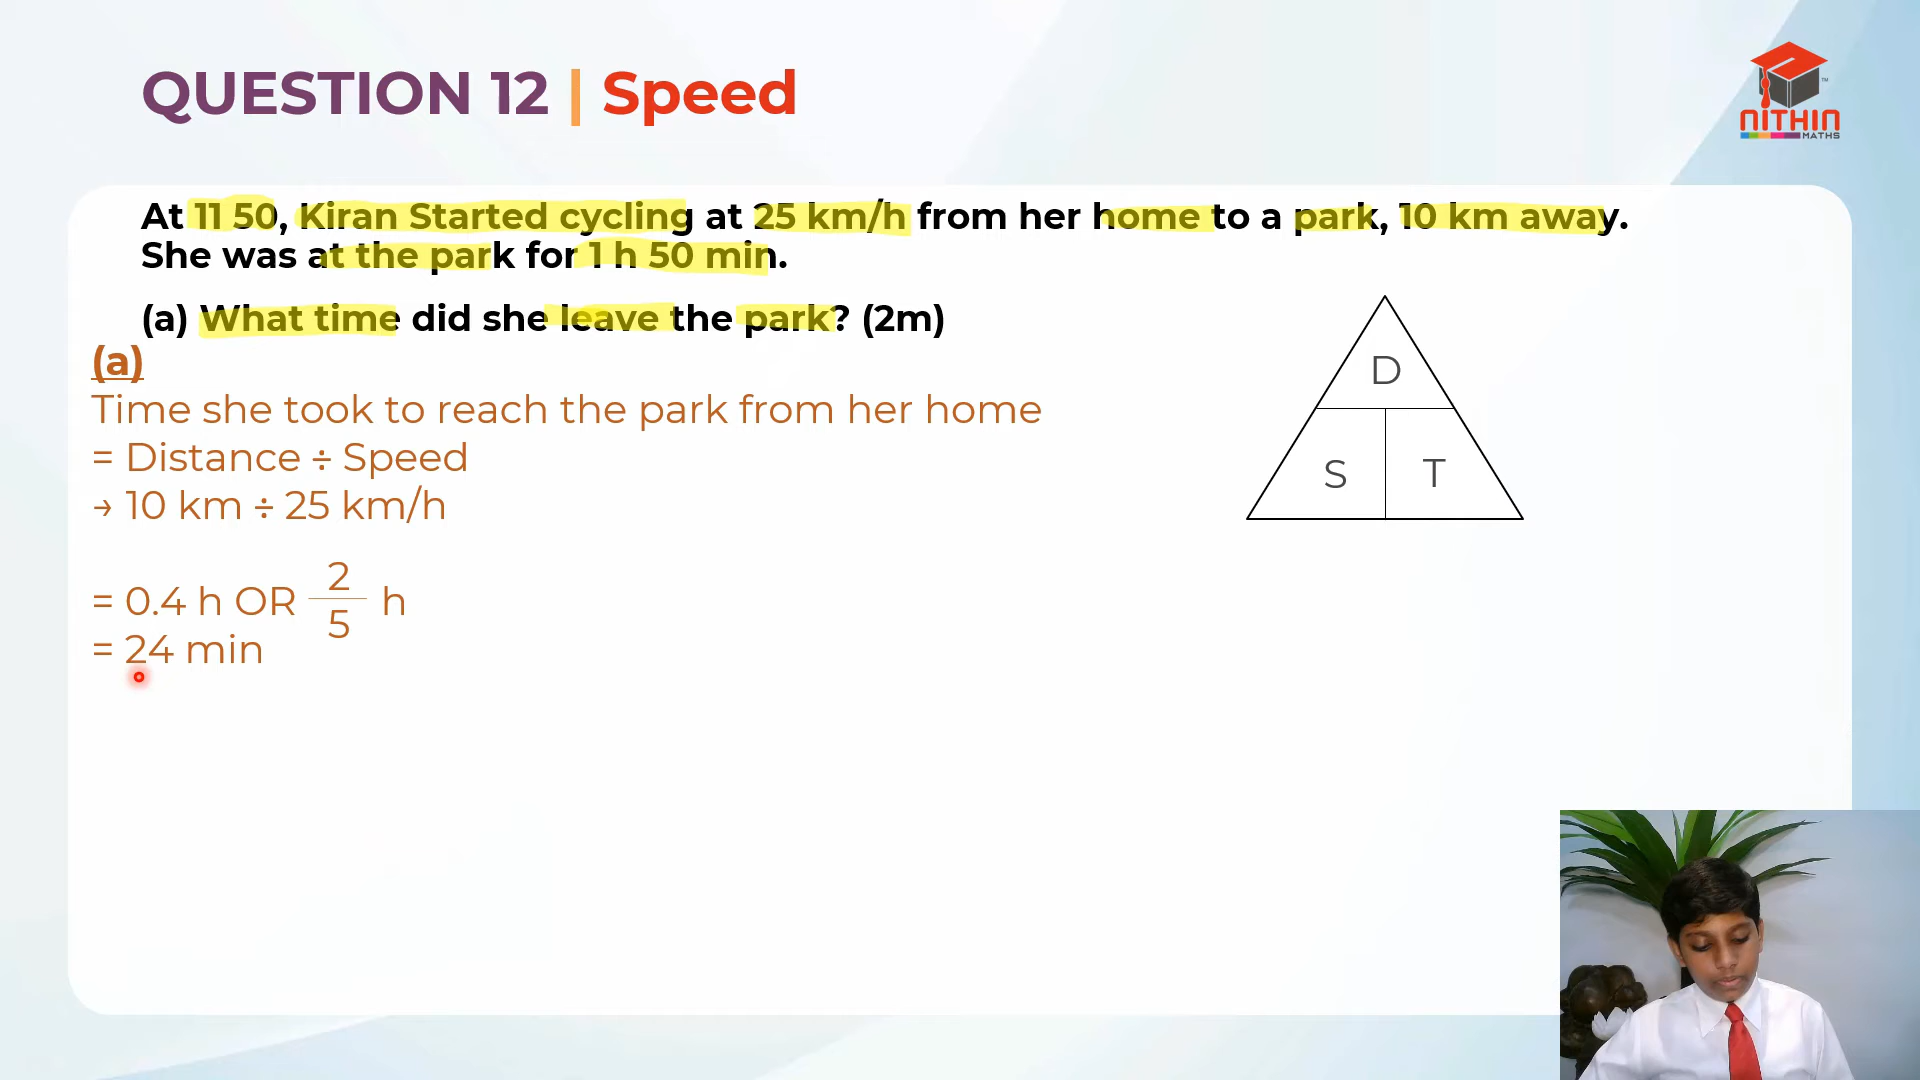 QUESTION 12 | Speed
NITHIN
MATHS
TM
At 11 50, Kiran Started cycling at 25 km/h from her home to a park, 10 km away.
She was at the park for 1 h 50 min.
(a) What time did she leave the park? (2m)
(a)
Time she took to reach the park from her home
= Distance ÷ Speed
→ 10 km ÷ 25 km/h
= 0.4 h OR 2/5 h
= 24 min
D
S T